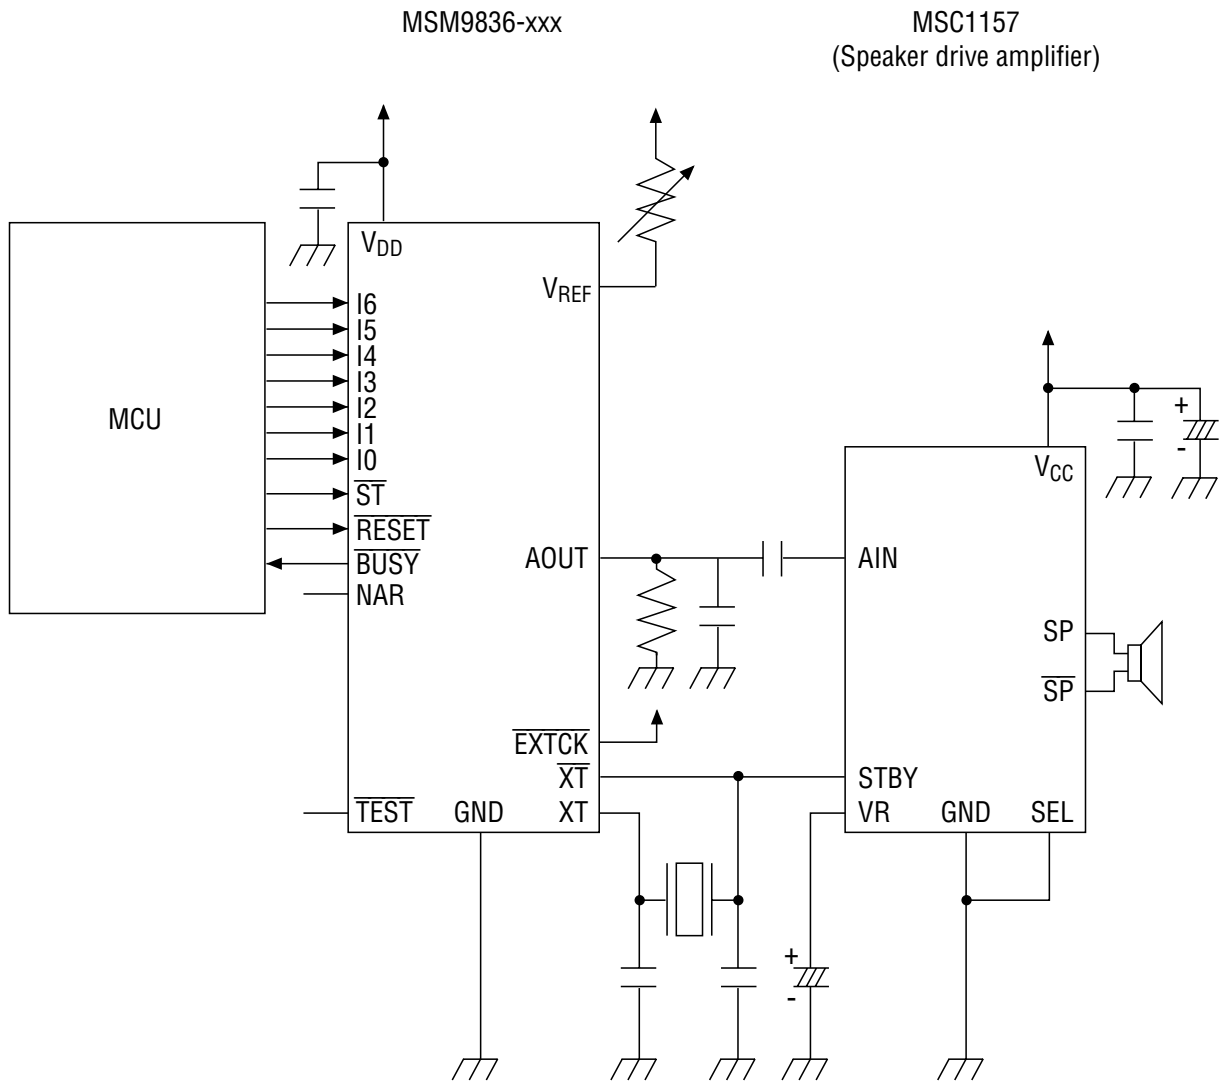 MSM9836-xxx
MSC1157
(Speaker drive amplifier)
VDD
VREF
I6
I5
I4
I3
I2
I1
I0
MCU
ST
RESET
BUSY
NAR
AOUT
EXTCK
XT
XT
TEST
GND
+
-
VCC
AIN
SP
SP
STBY
VR
GND
SEL
+
-